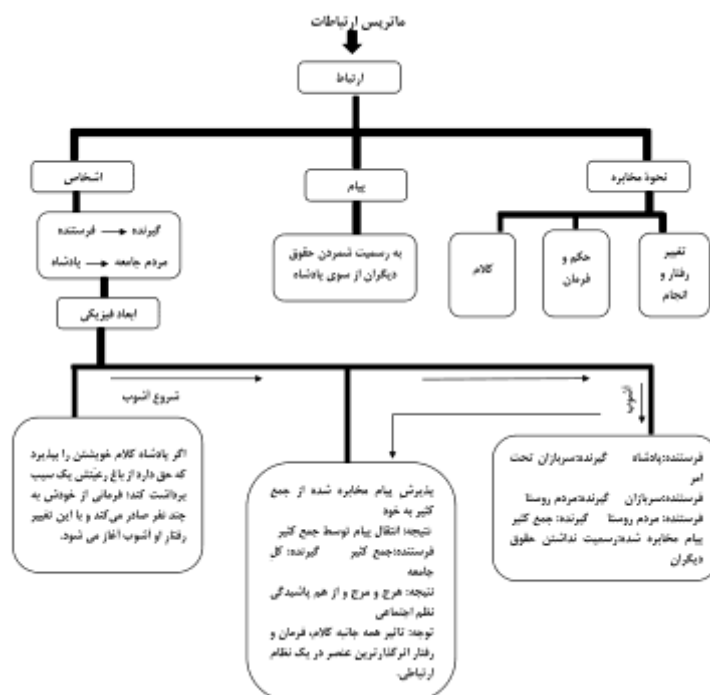 ماتریس ارتباطات
ارتباط
نحوۀ مخابره
پیام
اشخاص
تغییر
رفتار و
انجام
حکم و
فرمان
کلام
به رسمیت شمردن حقوق
دیگران از سوی پادشاه
گیرنده
فرستنده
مردم جامعه
پادشاه
ابعاد فیزیکی
شروع آشوب
آشوب
فرستنده:پادشاه گیرنده:سربازان تحت
امر
فرستنده:سربازان گیرنده:مردم روستا
فرستنده: مردم روستا گیرنده: جمع کثیر
پیام مخابره شده:رسمیت نداشتن حقوق
دیگران
پذیرش پیام مخابره شده از جمع
کثیر به خود
نتیجه: انتقال پیام توسط جمع کثیر
فرستنده:جمع کثیر گیرنده: کل
جامعه
نتیجه: هرج و مرج و از هم پاشیدگی
نظم اجتماعی
توجه: تاثیر همه جانبه کلام، فرمان و
رفتار اثرگذارترین عنصر در یک نظام
ارتباطی.
اگر پادشاه کلام خویشتن را بپذیرد
که حق دارد از باغ رعیّتش یک سیب
برداشت کند؛ فرمانی از خودش به
چند نفر صادر می‌کند و با این تغییر
رفتار او آشوب آغاز می شود.